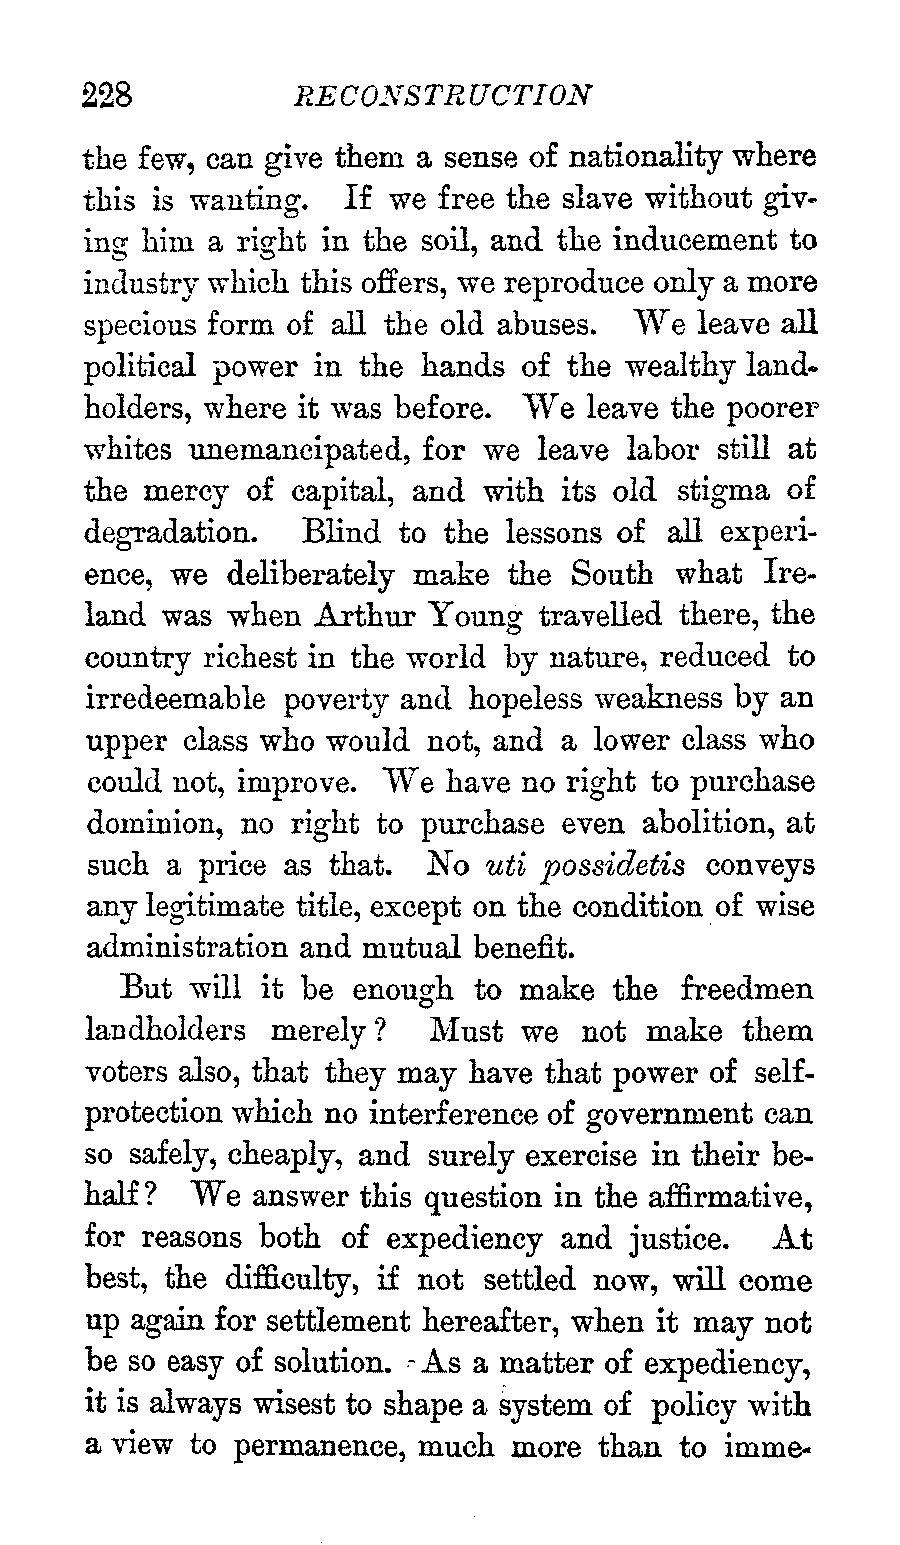 228 RECONSTRUCTION
the few, can give them a sense of nationality where
this is wanting. If we free the slave without giv-
ing him a right in the soil, and the inducement to
industry which this offers, we reproduce only a more
specious form of all the old abuses. We leave all
political power in the hands of the wealthy land-
holders, where it was before. We leave the poorer
whites unemancipated, for we leave labor still at
the mercy of capital, and with its old stigma of
degradation. Blind to the lessons of all experi-
ence, we deliberately make the South what Ire-
land was when Arthur Young travelled there, the
country richest in the world by nature, reduced to
irredeemable poverty and hopeless weakness by an
upper class who would not, and a lower class who
could not, improve. We have no right to purchase
dominion, no right to purchase even abolition, at
such a price as that. No uti possidetis conveys
any legitimate title, except on the condition of wise
administration and mutual benefit.
But will it be enough to make the freedmen
landholders merely? Must we not make them
voters also, that they may have that power of self-
protection which no interference of government can
so safely, cheaply, and surely exercise in their be-
half? We answer this question in the affirmative,
for reasons both of expediency and justice. At
best, the difficulty, if not settled now, will come
up again for settlement hereafter, when it may not
be so easy of solution. As a matter of expediency,
it is always wisest to shape a system of policy with
a view to permanence, much more than to imme-